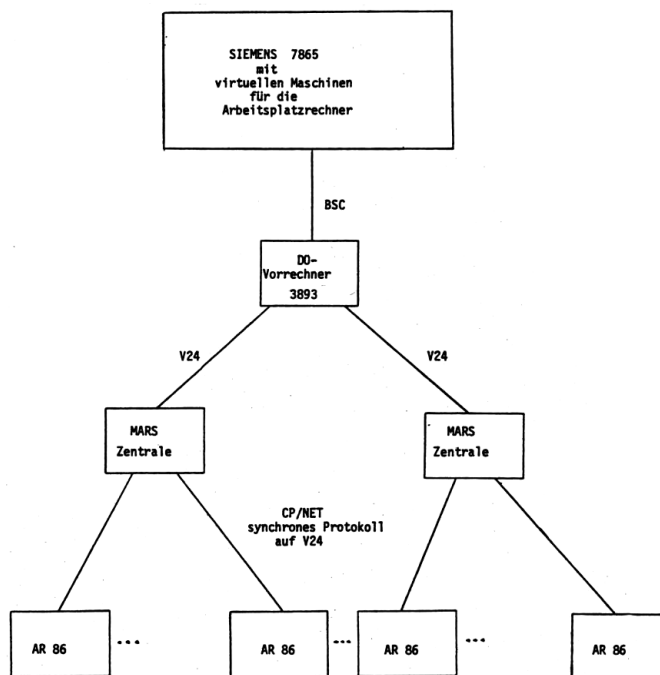 SIEMENS 7865
mit
virtuellen Maschinen
für die
Arbeitsplatzrechner
BSC
DO-
Vorrechner
3893
V24
V24
MARS
Zentrale
MARS
Zentrale
CP/NET
synchrones Protokoll
auf V24
AR 86 ... AR 86 ... AR 86 ... AR 86